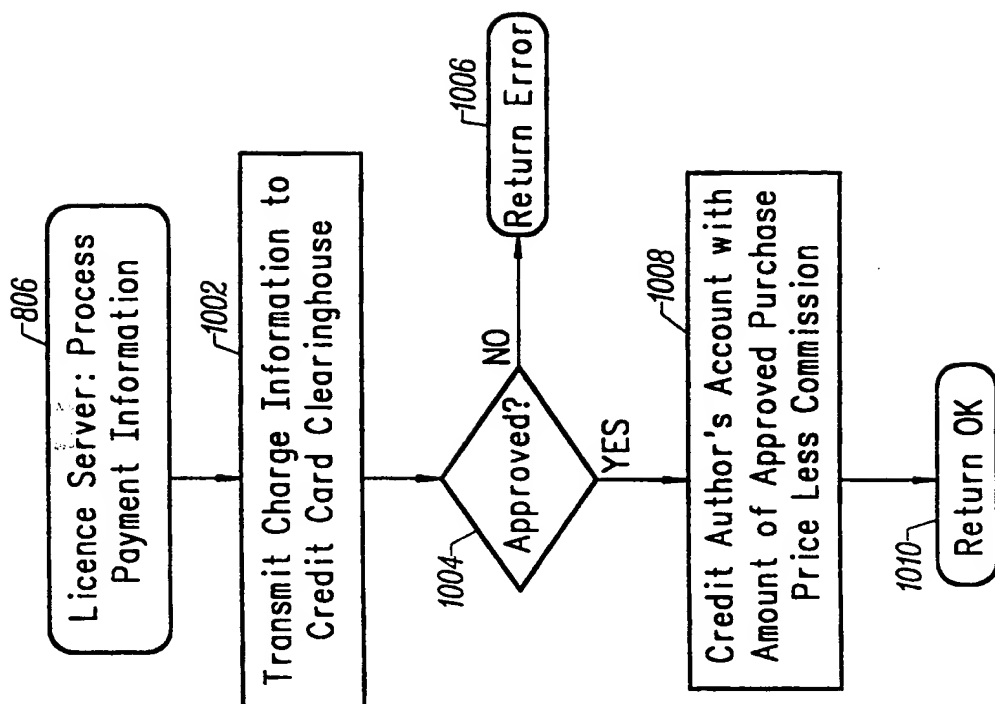 806
Licence Server: Process
Payment Information
1002
Transmit Charge Information to
Credit Card Clearinghouse
1004
Approved?
NO
1006
Return Error
YES
1008
Credit Author's Account with
Amount of Approved Purchase
Price Less Commission
1010
Return OK